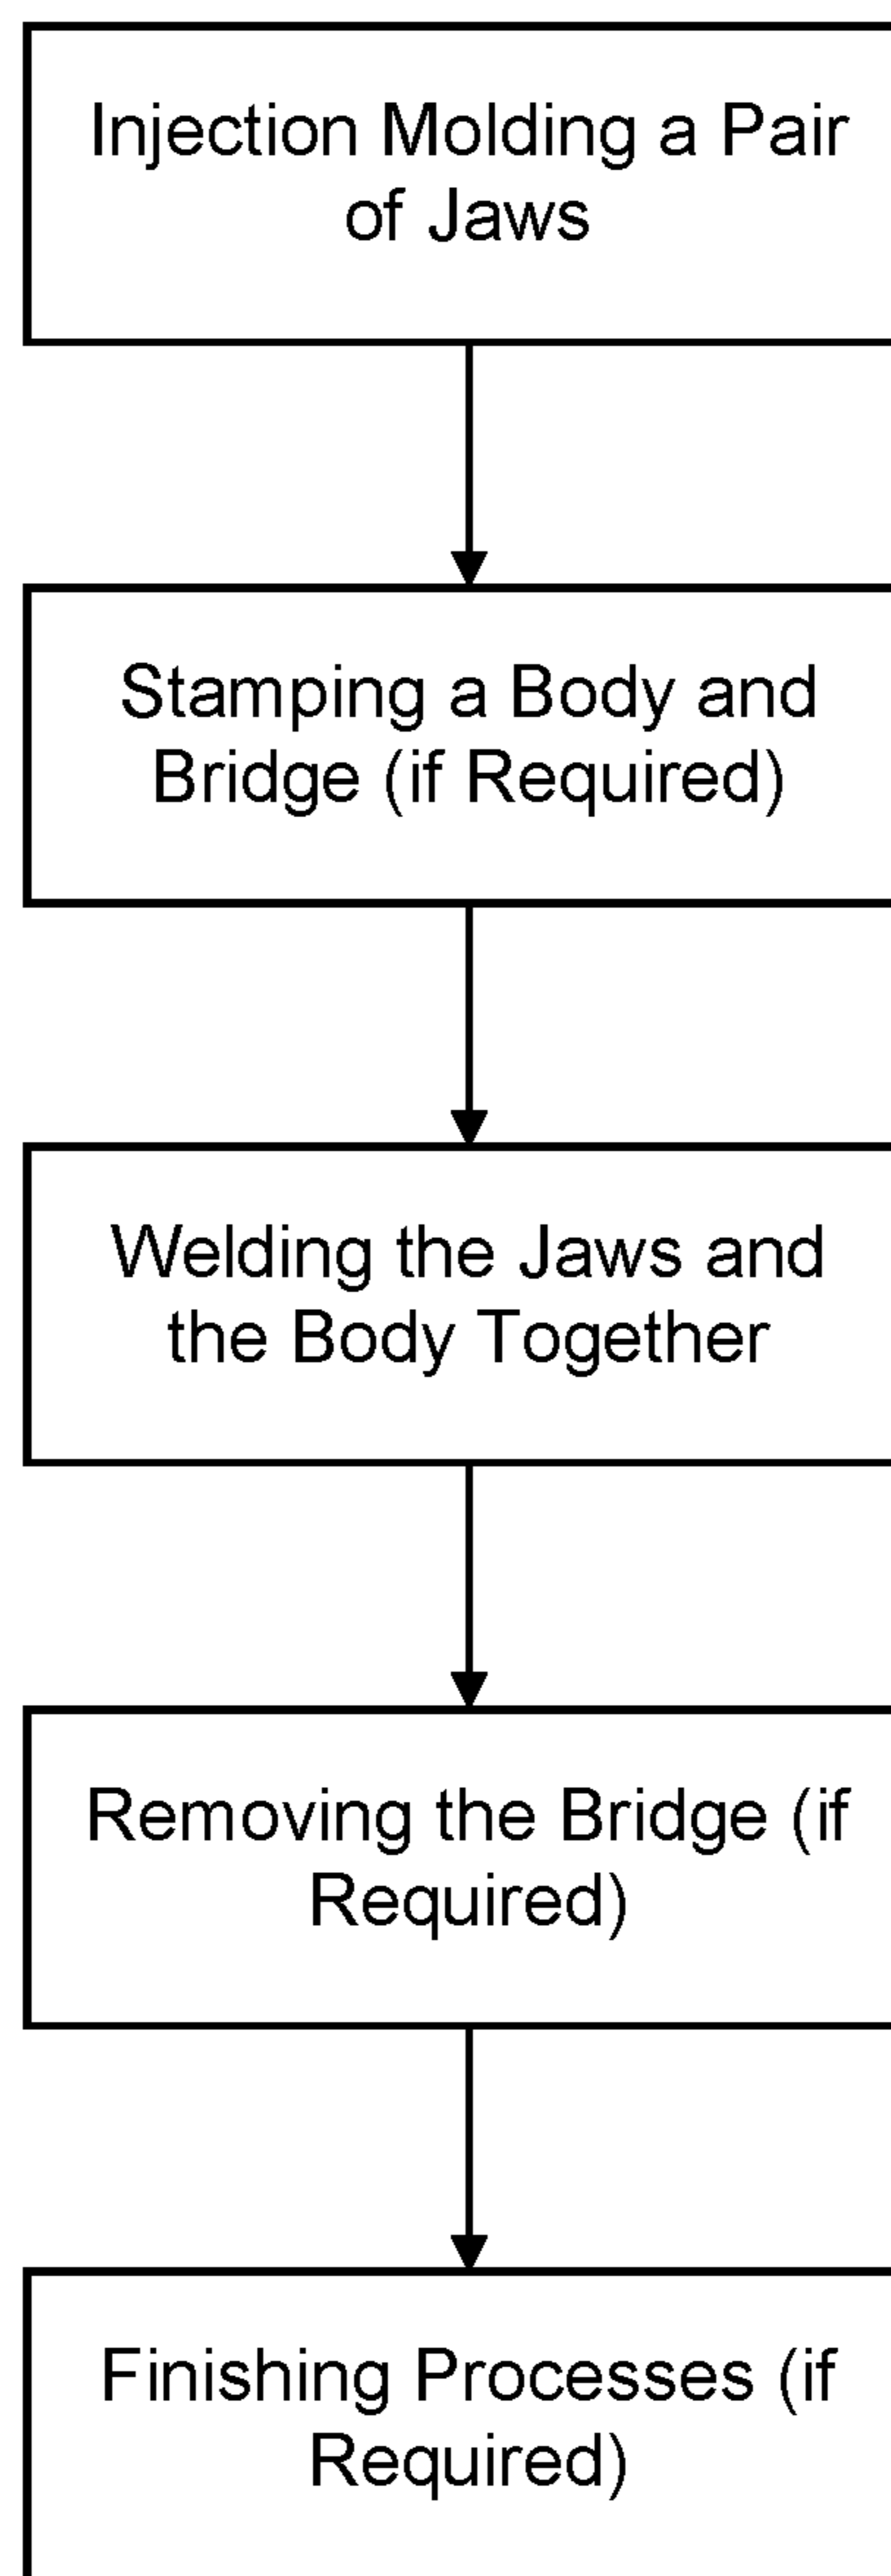 Injection Molding a Pair
of Jaws
Stamping a Body and
Bridge (if Required)
Welding the Jaws and
the Body Together
Removing the Bridge (if
Required)
Finishing Processes (if
Required)